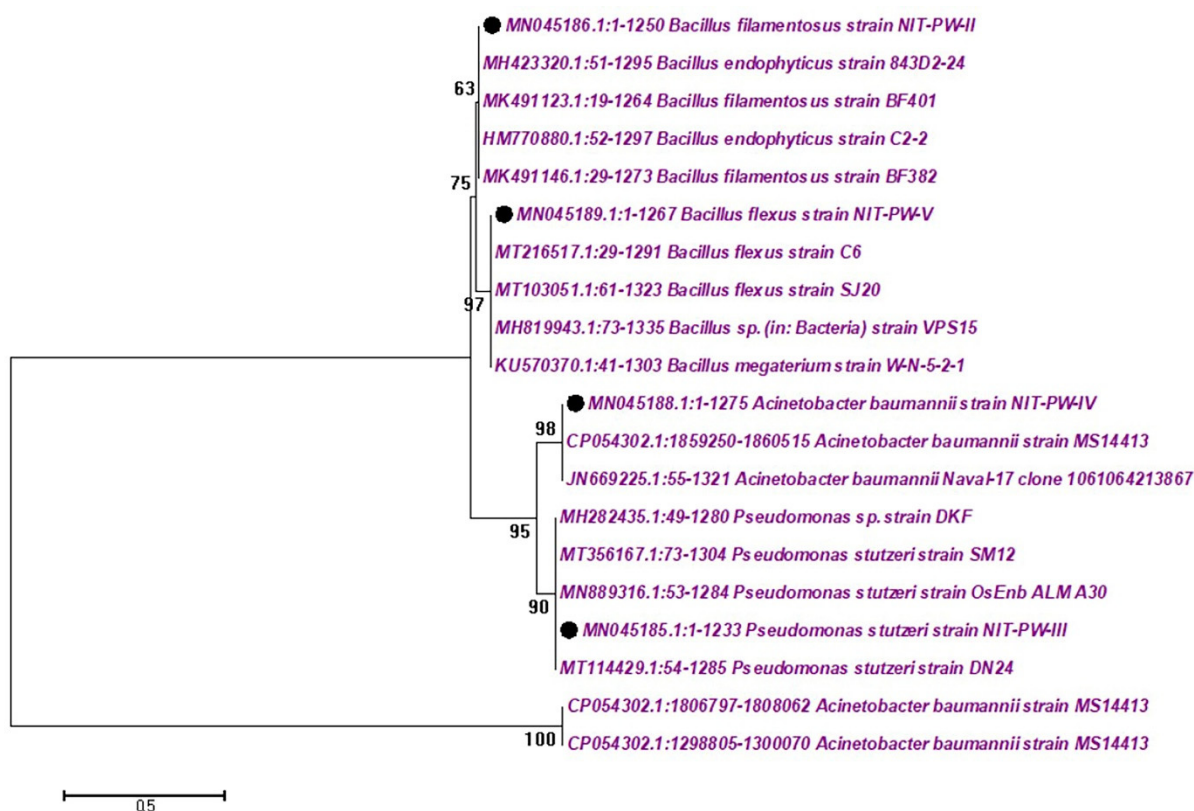 MN045186.1:1-1250 Bacillus filamentosus strain NIT-PW-II
MH423320.1:51-1295 Bacillus endophyticus strain 843D2-24
63
MK491123.1:19-1264 Bacillus filamentosus strain BF401
HM770880.1:52-1297 Bacillus endophyticus strain C2-2
MK491146.1:29-1273 Bacillus filamentosus strain BF382
75
MN045189.1:1-1267 Bacillus flexus strain NIT-PW-V
MT216517.1:29-1291 Bacillus flexus strain C6
MT103051.1:61-1323 Bacillus flexus strain SJ20
97
MH819943.1:73-1335 Bacillus sp. (in: Bacteria) strain VPS15
KU570370.1:41-1303 Bacillus megaterium strain W-N-5-2-1
MN045188.1:1-1275 Acinetobacter baumannii strain NIT-PW-IV
98
CP054302.1:1859250-1860515 Acinetobacter baumannii strain MS14413
JN669225.1:55-1321 Acinetobacter baumannii Naval-17 clone 1061064213867
MH282435.1:49-1280 Pseudomonas sp. strain DKF
95
MT356167.1:73-1304 Pseudomonas stutzeri strain SM12
MN889316.1:53-1284 Pseudomonas stutzeri strain OsEnb ALM A30
90
MN045185.1:1-1233 Pseudomonas stutzeri strain NIT-PW-III
MT114429.1:54-1285 Pseudomonas stutzeri strain DN24
CP054302.1:1806797-1808062 Acinetobacter baumannii strain MS14413
100
CP054302.1:1298805-1300070 Acinetobacter baumannii strain MS14413
0.5